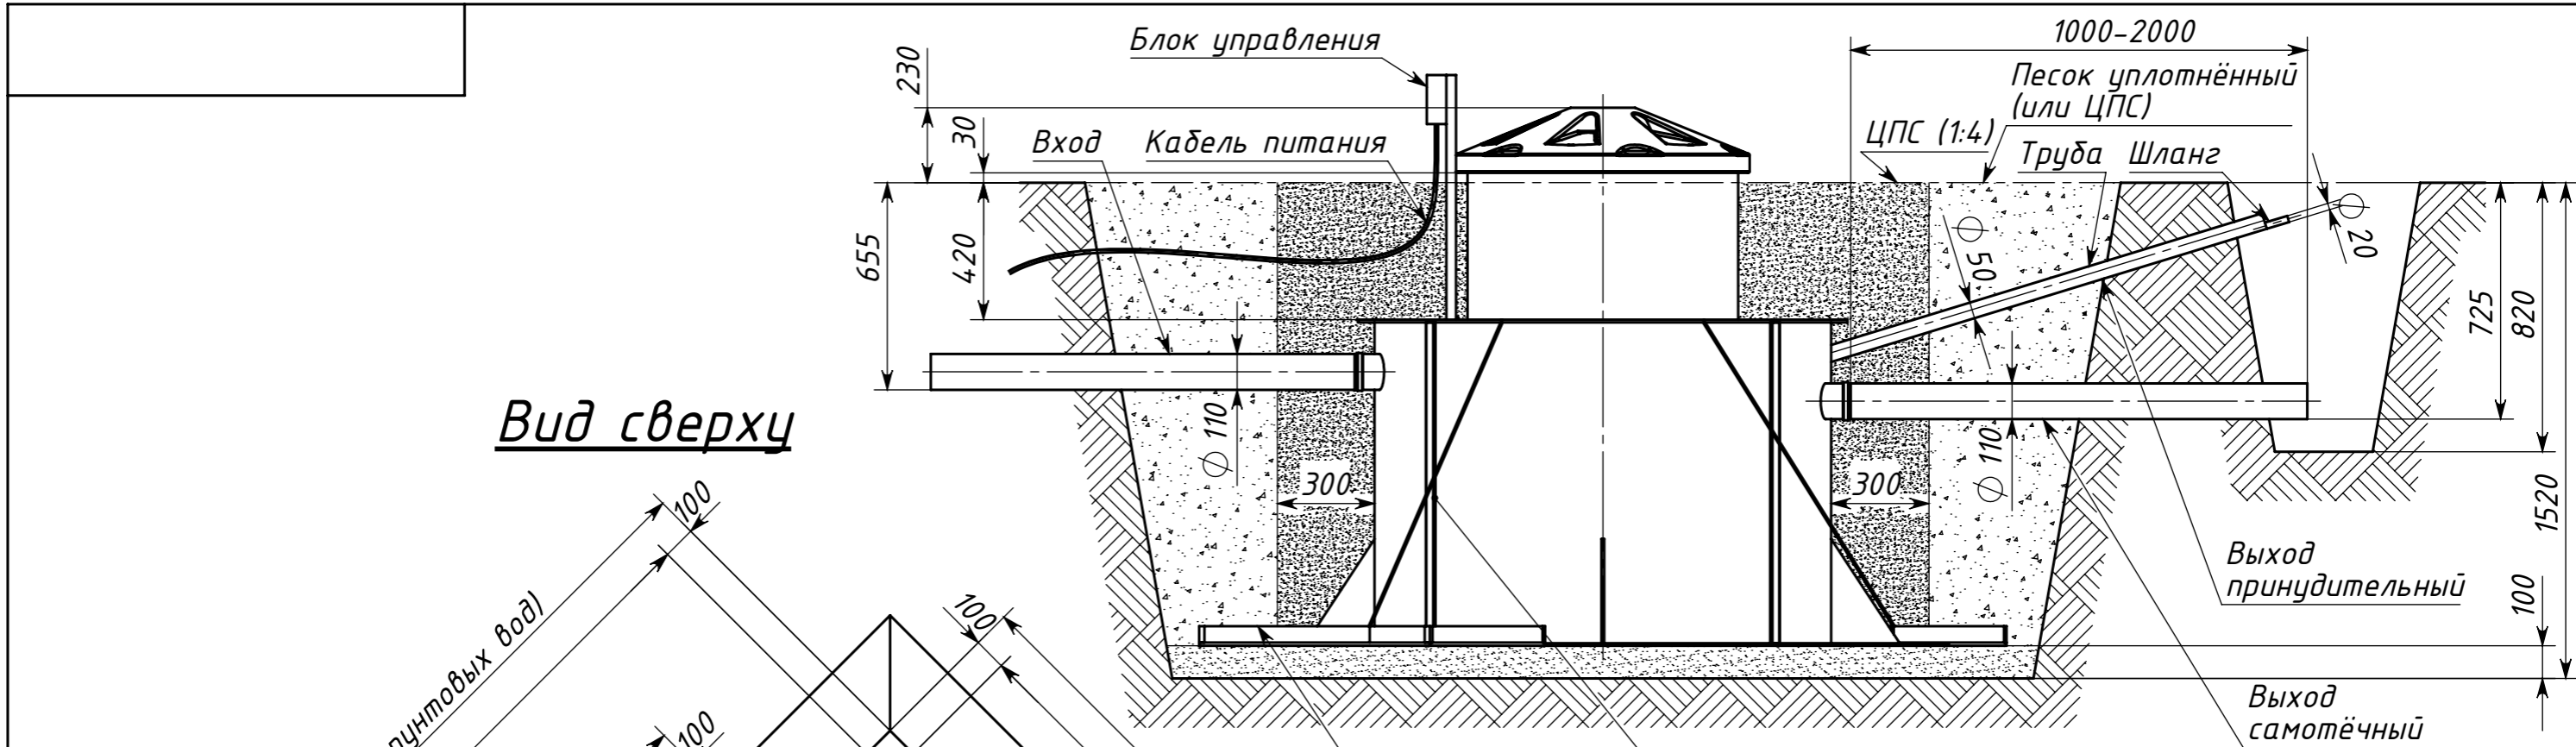 Блок управления
1000-2000
230
Песок уплотнённый
(или ЦПС)
30
Вход
Кабель питания
ЦПС (1:4)
Труба
Шланг
655
420
∅ 50
∅ 20
725
820
Вид сверху
∅ 110
∅ 110
300
300
1520
100
Выход
принудительный
100
100
вод)
100
Выход
самотёчный